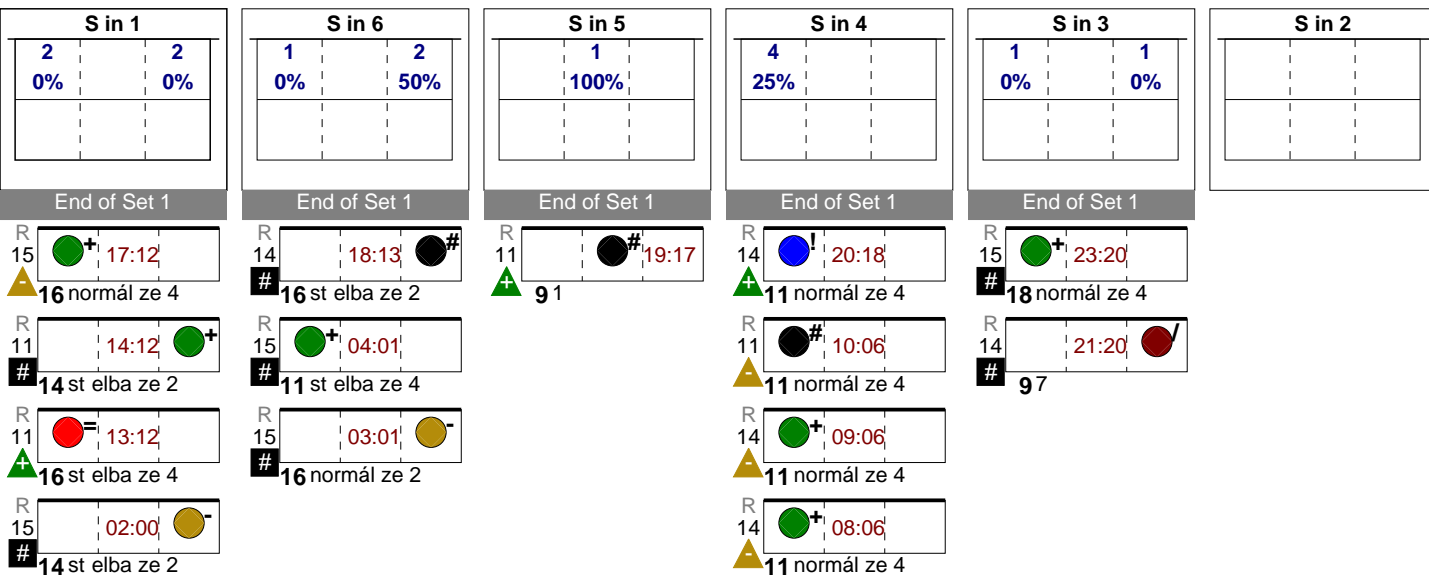 S in 1
2 2
0% 0%
End of Set 1
R
15 + 17:12
- 16 normál ze 4
R
11 14:12 +
# 14 st elba ze 2
R
11 = 13:12
+ 16 st elba ze 4
R
15 02:00 -
# 14 st elba ze 2
S in 6
1 2
0% 50%
End of Set 1
R
14 18:13 #
# 16 st elba ze 2
R
15 + 04:01
# 11 st elba ze 4
R
15 03:01 -
# 16 normál ze 2
S in 5
1
100%
End of Set 1
R
11 # 19:17
+ 9 1
S in 4
4
25%
End of Set 1
R
14 ! 20:18
+ 11 normál ze 4
R
11 # 10:06
- 11 normál ze 4
R
14 + 09:06
- 11 normál ze 4
R
14 + 08:06
- 11 normál ze 4
S in 3
1 1
0% 0%
End of Set 1
R
15 + 23:20
# 18 normál ze 4
R
14 21:20 /
# 9 7
S in 2